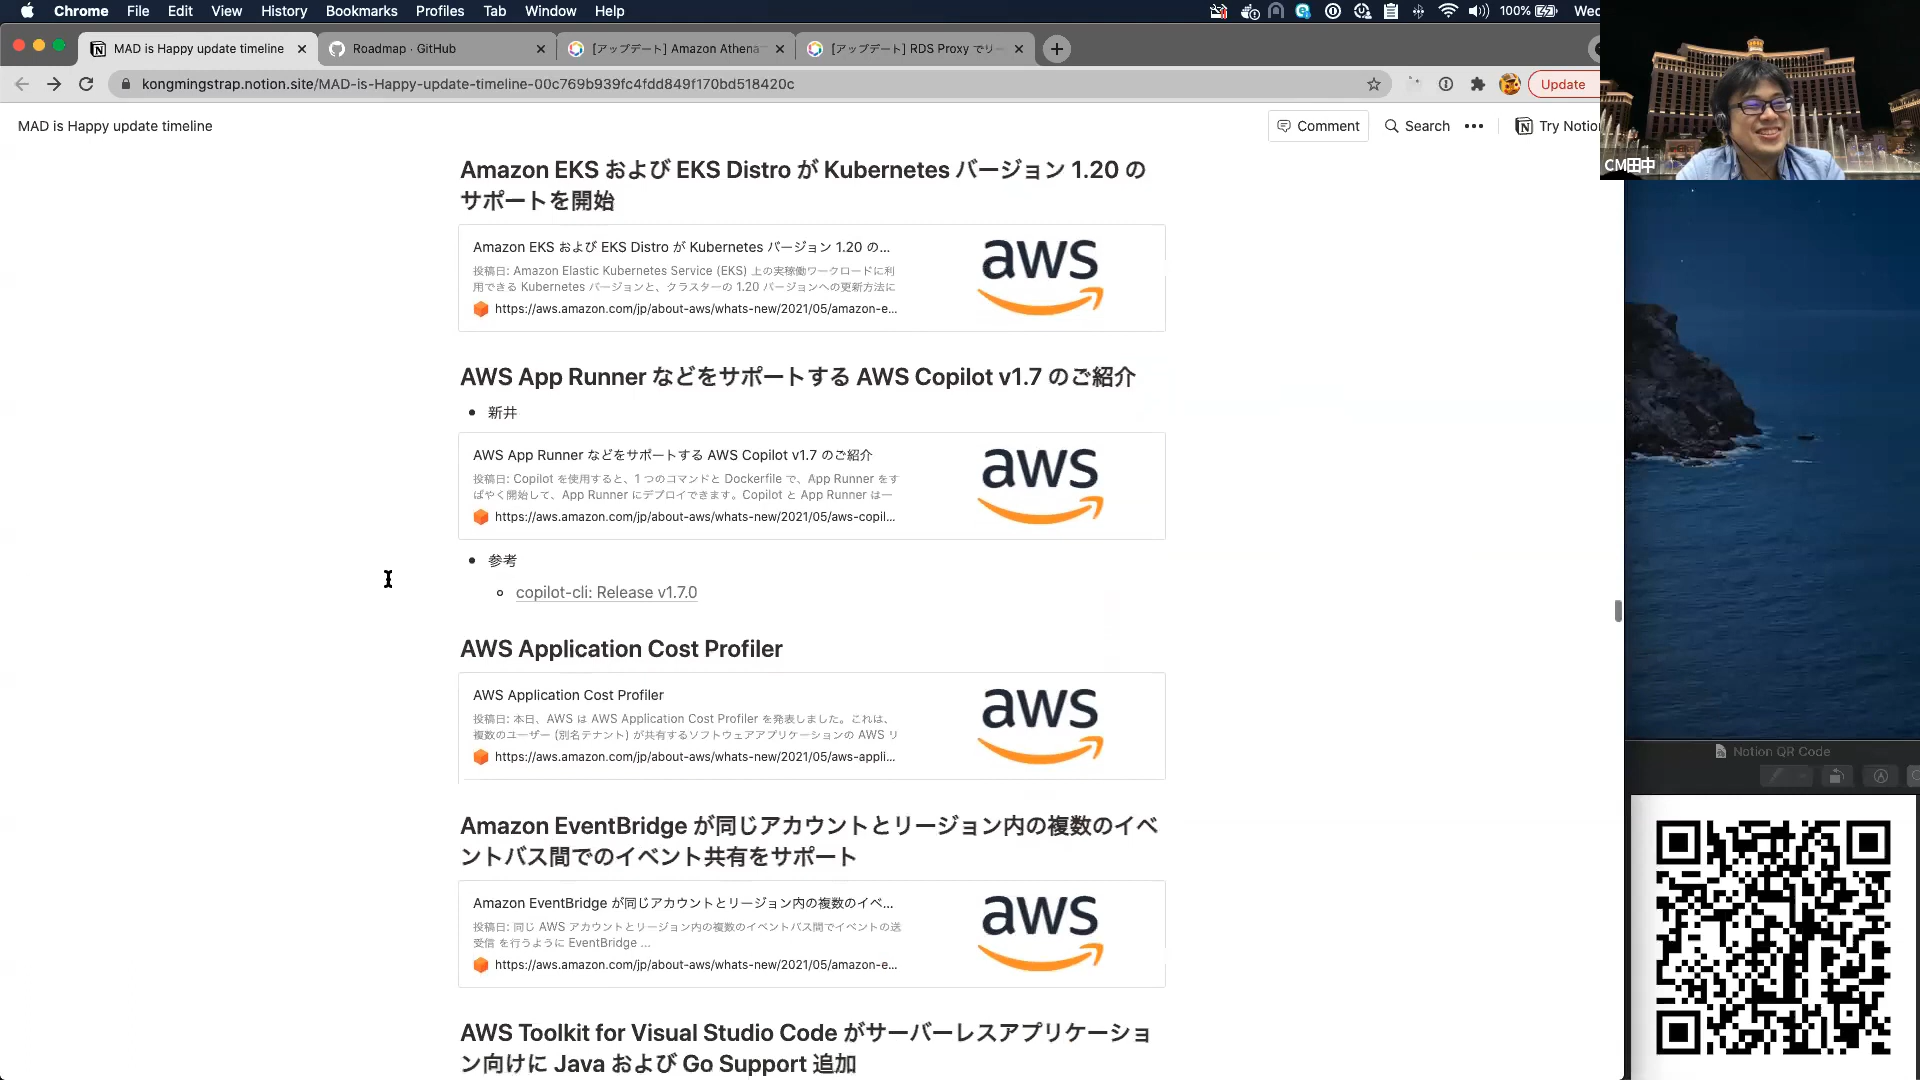 Chrome File Edit View History Bookmarks Profiles Tab Window Help
100%
Wed
MAD is Happy update timeline
Roadmap · GitHub
[アップデート] Amazon Athena
[アップデート] RDS Proxy でリー
kongmingstrap.notion.site/MAD-is-Happy-update-timeline-00c769b939fc4fdd849f170bd518420c
Update
MAD is Happy update timeline
Comment
Search
Try Notion
CM田中
Amazon EKS および EKS Distro が Kubernetes バージョン 1.20 の
サポートを開始
Amazon EKS および EKS Distro が Kubernetes バージョン 1.20 の...
投稿日: Amazon Elastic Kubernetes Service (EKS) 上の実稼働ワークロードに利
用できる Kubernetes バージョンと、クラスターの 1.20 バージョンへの更新方法に
https://aws.amazon.com/jp/about-aws/whats-new/2021/05/amazon-e...
aws
AWS App Runner などをサポートする AWS Copilot v1.7 のご紹介
新井
AWS App Runner などをサポートする AWS Copilot v1.7 のご紹介
投稿日: Copilot を使用すると、1 つのコマンドと Dockerfile で、App Runner をす
ばやく開始して、App Runner にデプロイできます。Copilot と App Runner は一
https://aws.amazon.com/jp/about-aws/whats-new/2021/05/aws-copil...
aws
参考
copilot-cli: Release v1.7.0
AWS Application Cost Profiler
AWS Application Cost Profiler
投稿日: 本日、AWS は AWS Application Cost Profiler を発表しました。これは、
複数のユーザー (別名テナント) が共有するソフトウェアアプリケーションの AWS リ
https://aws.amazon.com/jp/about-aws/whats-new/2021/05/aws-appli...
aws
Notion QR Code
Amazon EventBridge が同じアカウントとリージョン内の複数のイベ
ントバス間でのイベント共有をサポート
Amazon EventBridge が同じアカウントとリージョン内の複数のイベ...
投稿日: 同じ AWS アカウントとリージョン内の複数のイベントバス間でイベントの送
受信 を行うように EventBridge ...
https://aws.amazon.com/jp/about-aws/whats-new/2021/05/amazon-e...
aws
AWS Toolkit for Visual Studio Code がサーバーレスアプリケーショ
ン向けに Java および Go Support 追加